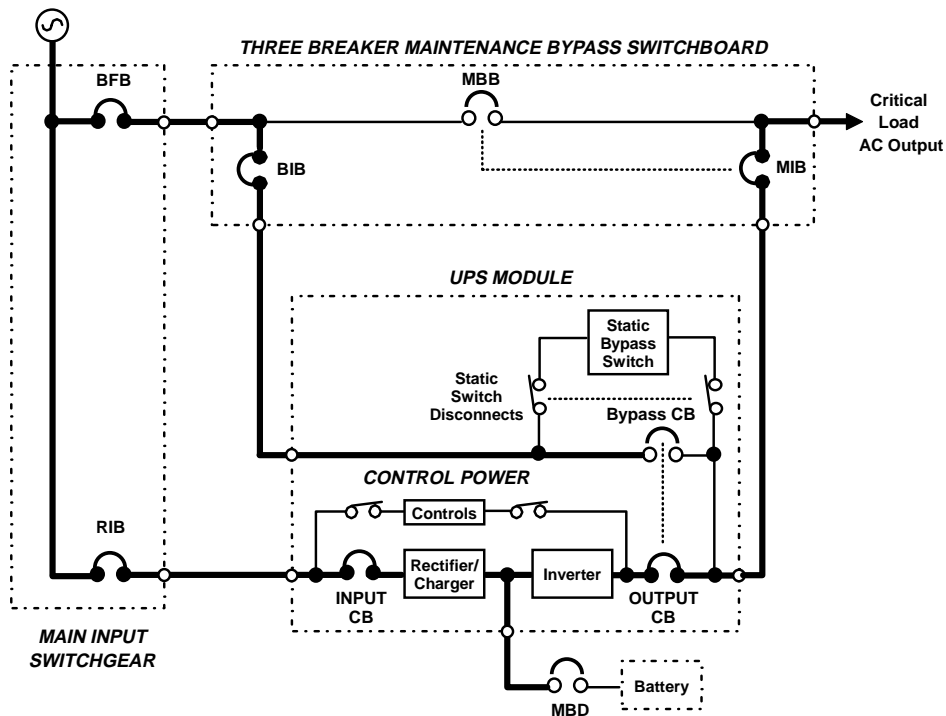 THREE BREAKER MAINTENANCE BYPASS SWITCHBOARD
BFB
MBB
Critical
Load
AC Output
BIB
MIB
UPS MODULE
Static
Bypass
Switch
Static
Switch
Disconnects
Bypass CB
CONTROL POWER
Controls
RIB
Rectifier/
Charger
Inverter
INPUT
CB
OUTPUT
CB
MAIN INPUT
SWITCHGEAR
Battery
MBD